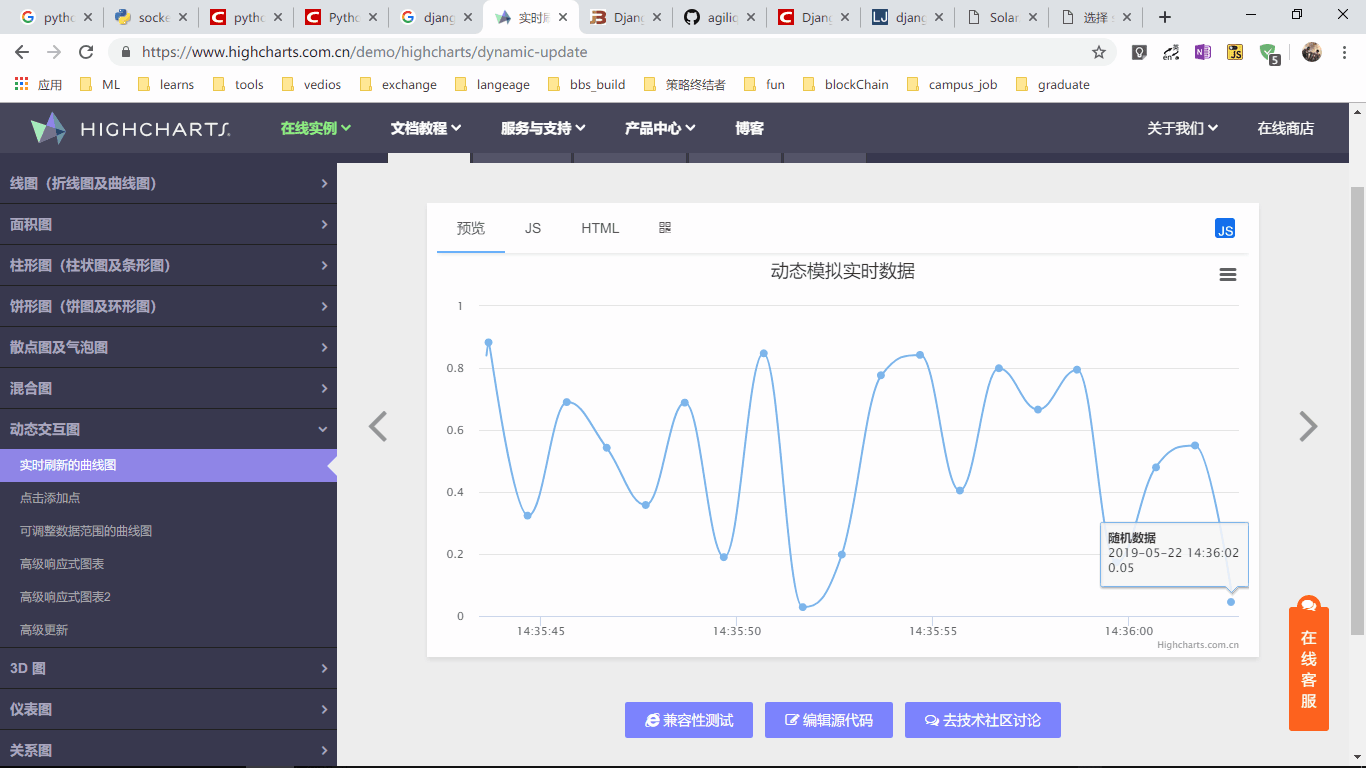 pytho
socke
pytho
Pytho
djang
实时刷
Djang
agiliq
Djang
djang
Solar
选择 s
https://www.highcharts.com.cn/demo/highcharts/dynamic-update
5
应用
ML
learns
tools
vedios
exchange
langeage
bbs_build
策略终结者
fun
blockChain
campus_job
graduate
HIGHCHARTS
在线实例
文档教程
服务与支持
产品中心
博客
关于我们
在线商店
线图（折线图及曲线图）
面积图
柱形图（柱状图及条形图）
饼形图（饼图及环形图）
散点图及气泡图
混合图
动态交互图
实时刷新的曲线图
点击添加点
可调整数据范围的曲线图
高级响应式图表
高级响应式图表2
高级更新
3D 图
仪表图
关系图
预览
JS
HTML
JS
动态模拟实时数据
1
0.8
0.6
0.4
0.2
0
随机数据
2019-05-22 14:36:02
0.05
14:35:45
14:35:50
14:35:55
14:36:00
Highcharts.com.cn
兼容性测试
编辑源代码
去技术社区讨论
在
线
客
服